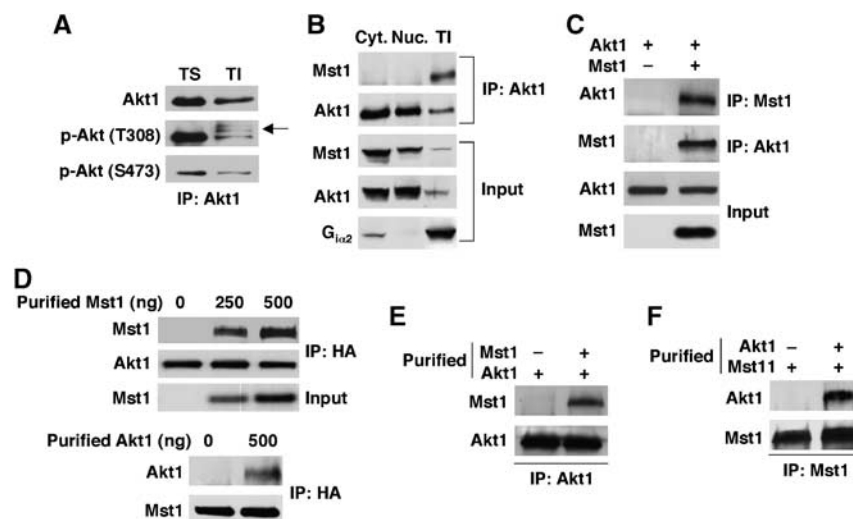 A
TS TI
Akt1
p-Akt (T308)
p-Akt (S473)
IP: Akt1
B
Cyt. Nuc. TI
Mst1
Akt1
IP: Akt1
Mst1
Akt1
Giα2
Input
C
Akt1 + +
Mst1 – +
Akt1 IP: Mst1
Mst1 IP: Akt1
Akt1
Mst1
Input
D
Purified Mst1 (ng) 0 250 500
Mst1
Akt1
IP: HA
Mst1 Input
Purified Akt1 (ng) 0 500
Akt1
Mst1
IP: HA
E
Purified
Mst1 – +
Akt1 + +
Mst1
Akt1
IP: Akt1
F
Purified
Akt1 – +
Mst11 + +
Akt1
Mst1
IP: Mst1